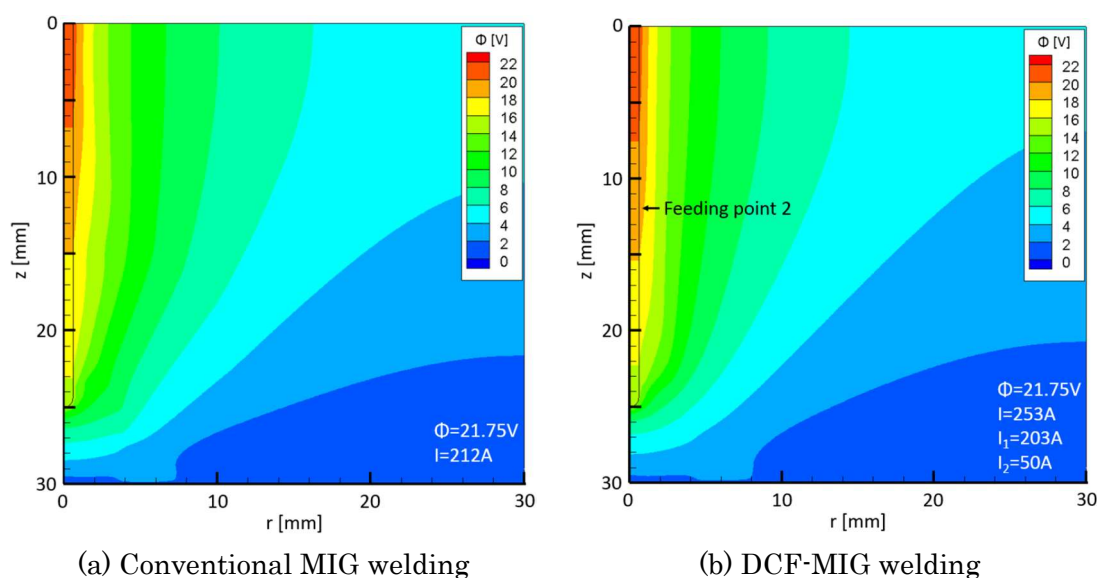 0
10
20
30
z [mm]
0
10
20
30
r [mm]
Φ [V]
22
20
18
16
14
12
10
8
6
4
2
0
Φ=21.75V
I=212A
(a) Conventional MIG welding
0
10
20
30
z [mm]
0
10
20
30
r [mm]
Φ [V]
22
20
18
16
14
12
10
8
6
4
2
0
Feeding point 2
Φ=21.75V
I=253A
I₁=203A
I₂=50A
(b) DCF-MIG welding